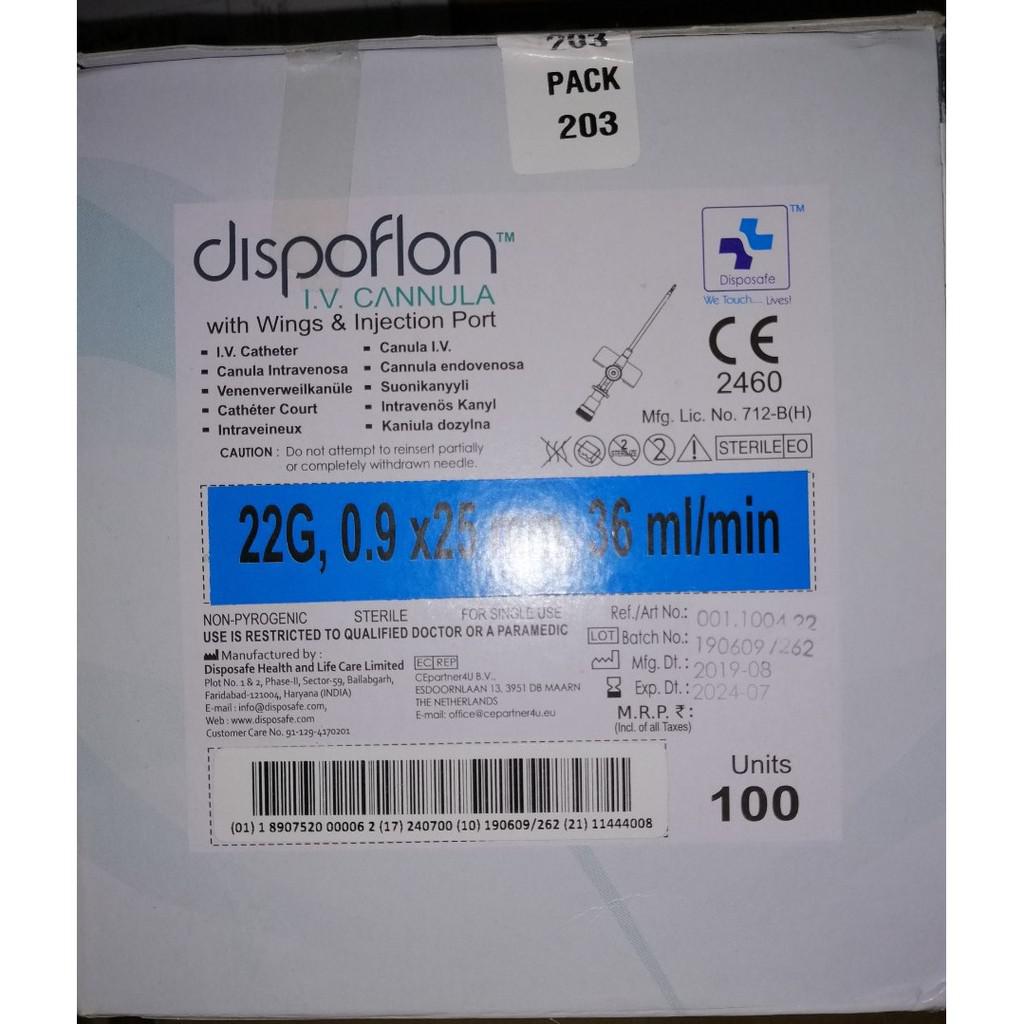 203
PACK
203
dispoflon™
I.V. CANNULA
with Wings & Injection Port
▪ I.V. Catheter
▪ Canula Intravenosa
▪ Venenverweilkanüle
▪ Cathéter Court
▪ Intraveineux
▪ Canula I.V.
▪ Cannula endovenosa
▪ Suonikanyyli
▪ Intravenös Kanyl
▪ Kaniula dozylna
CAUTION : Do not attempt to reinsert partially
or completely withdrawn needle.
TM
Disposafe
We Touch.... Lives!
CE
2460
Mfg. Lic. No. 712-B(H)
2 STERILIZE
2
STERILE EO
22G, 0.9 x25 mm, 36 ml/min
NON-PYROGENIC STERILE FOR SINGLE USE
USE IS RESTRICTED TO QUALIFIED DOCTOR OR A PARAMEDIC
Manufactured by :
Disposafe Health and Life Care Limited
Plot No. 1 & 2, Phase-II, Sector-59, Ballabgarh,
Faridabad-121004, Haryana (INDIA)
E-mail : info@disposafe.com,
Web : www.disposafe.com
Customer Care No. 91-129-4170201
EC REP
CEpartner4U B.V.,
ESDOORNLAAN 13, 3951 DB MAARN
THE NETHERLANDS
E-mail: office@cepartner4u.eu
Ref./Art No.: 001.1004.22
LOT Batch No.: 190609/262
Mfg. Dt.: 2019-08
Exp. Dt.: 2024-07
M.R.P. ₹ :
(Incl. of all Taxes)
(01) 1 8907520 00006 2 (17) 240700 (10) 190609/262 (21) 11444008
Units
100